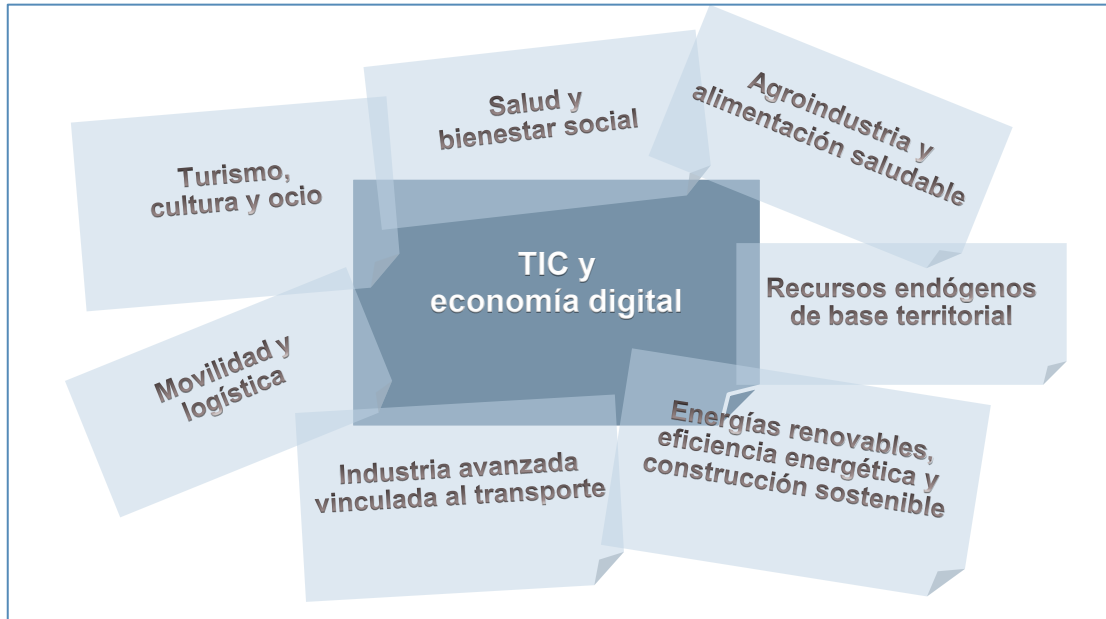 Salud y
bienestar social
Agroindustria y
alimentación saludable
Turismo,
cultura y ocio
TIC y
economía digital
Recursos endógenos
de base territorial
Movilidad y
logística
Industria avanzada
vinculada al transporte
Energías renovables,
eficiencia energética y
construcción sostenible